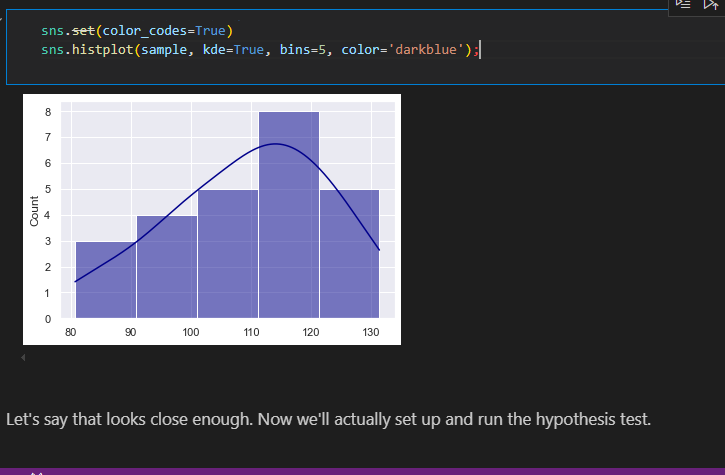 sns.set(color_codes=True)
sns.histplot(sample, kde=True, bins=5, color='darkblue');
8
7
6
5
4
3
2
1
0
Count
80 90 100 110 120 130
Let's say that looks close enough. Now we'll actually set up and run the hypothesis test.